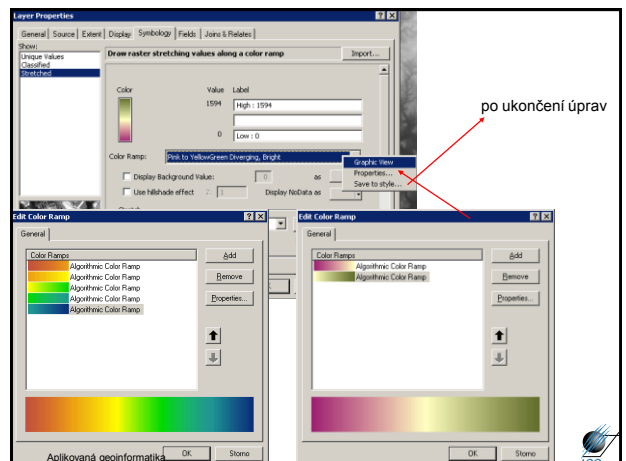 Layer Properties
General Source Extent Display Symbology Fields Joins & Relates
Show:
Unique Values
Classified
Stretched
Draw raster stretching values along a color ramp
Import...
Color Value Label
1594 High : 1594
0 Low : 0
Color Ramp: Pink to YellowGreen Diverging, Bright
Display Background Value: 0 as
Use hillshade effect Z: 1 Display NoData as
Graphic View
Properties...
Save to style...
po ukončení úprav
Edit Color Ramp
General
Color Ramps
Algorithmic Color Ramp
Algorithmic Color Ramp
Algorithmic Color Ramp
Algorithmic Color Ramp
Algorithmic Color Ramp
Add
Remove
Properties...
OK Storno
Edit Color Ramp
General
Color Ramps
Algorithmic Color Ramp
Algorithmic Color Ramp
Add
Remove
Properties...
OK Storno
Aplikovaná geoinformatika